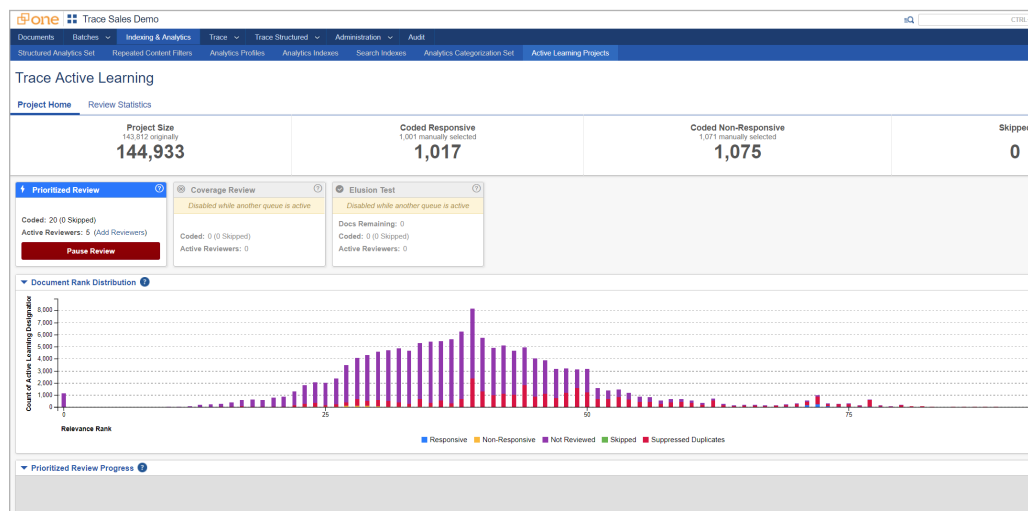 one Trace Sales Demo CTRL
Documents Batches Indexing & Analytics Trace Trace Structured Administration Audit
Structured Analytics Set Repeated Content Filters Analytics Profiles Analytics Indexes Search Indexes Analytics Categorization Set Active Learning Projects
Trace Active Learning
Project Home Review Statistics
Project Size
143,812 originally
144,933
Coded Responsive
1,001 manually selected
1,017
Coded Non-Responsive
1,071 manually selected
1,075
Skipped
0
Prioritized Review
Coded: 20 (0 Skipped)
Active Reviewers: 5 (Add Reviewers)
Pause Review
Coverage Review
Disabled while another queue is active
Coded: 0 (0 Skipped)
Active Reviewers: 0
Elusion Test
Disabled while another queue is active
Docs Remaining: 0
Coded: 0 (0 Skipped)
Active Reviewers: 0
Document Rank Distribution
Count of Active Learning Designation
8,000
7,000
6,000
5,000
4,000
3,000
2,000
1,000
0
0 25 50 75
Relevance Rank
Responsive Non-Responsive Not Reviewed Skipped Suppressed Duplicates
Prioritized Review Progress